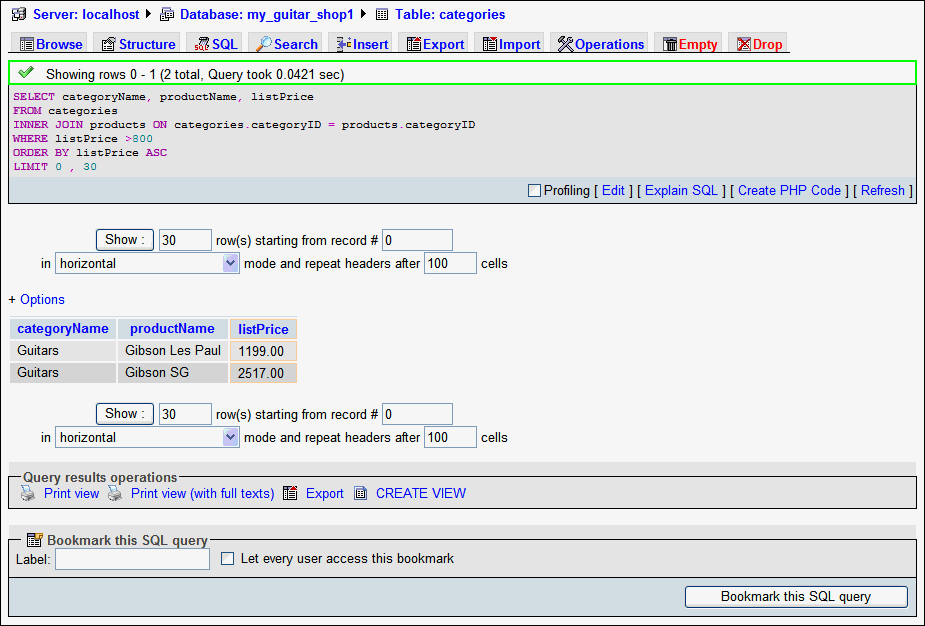 Server: localhost Database: my_guitar_shop1 Table: categories
Browse Structure SQL Search Insert Export Import Operations Empty Drop
Showing rows 0 - 1 (2 total, Query took 0.0421 sec)
SELECT categoryName, productName, listPrice
FROM categories
INNER JOIN products ON categories.categoryID = products.categoryID
WHERE listPrice >800
ORDER BY listPrice ASC
LIMIT 0 , 30
Profiling [ Edit ] [ Explain SQL ] [ Create PHP Code ] [ Refresh ]
Show : 30 row(s) starting from record # 0
in horizontal mode and repeat headers after 100 cells
+ Options
categoryName productName listPrice
Guitars Gibson Les Paul 1199.00
Guitars Gibson SG 2517.00
Show : 30 row(s) starting from record # 0
in horizontal mode and repeat headers after 100 cells
Query results operations
Print view Print view (with full texts) Export CREATE VIEW
Bookmark this SQL query
Label: Let every user access this bookmark
Bookmark this SQL query